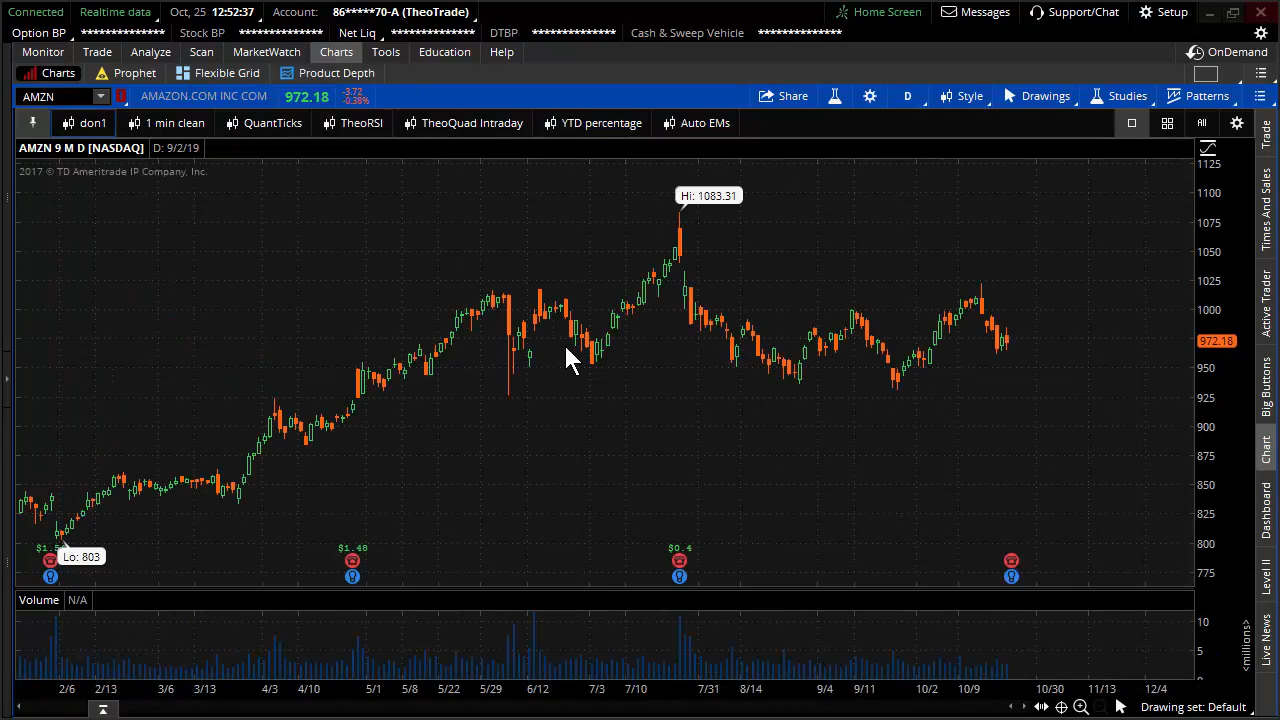 Connected Realtime data Oct, 25 12:52:37 Account: 86*****70-A (TheoTrade) Home Screen Messages Support/Chat Setup
Option BP ************** Stock BP ************** Net Liq ************** DTBP ************** Cash & Sweep Vehicle **************
Monitor Trade Analyze Scan MarketWatch Charts Tools Education Help OnDemand
Charts Prophet Flexible Grid Product Depth
AMZN AMAZON.COM INC COM 972.18 -3.72 Share D Style Drawings Studies Patterns
-0.38%
don1 1 min clean QuantTicks TheoRSI TheoQuad Intraday YTD percentage Auto EMs All
AMZN 9 M D [NASDAQ] D: 9/2/19
2017 © TD Ameritrade IP Company, Inc.
1125
1100
1075
1050
1025
1000
972.18
950
925
900
875
850
825
800
775
Hi: 1083.31
Lo: 803
$1.48
$0.4
Volume N/A
10
5
<millions>
2/6 2/13 3/6 3/13 4/3 4/10 5/1 5/8 5/22 5/29 6/12 7/3 7/10 7/31 8/14 9/4 9/11 10/2 10/9 10/30 11/13 12/4
Drawing set: Default
Trade
Times And Sales
Active Trader
Big Buttons
Chart
Dashboard
Level II
Live News